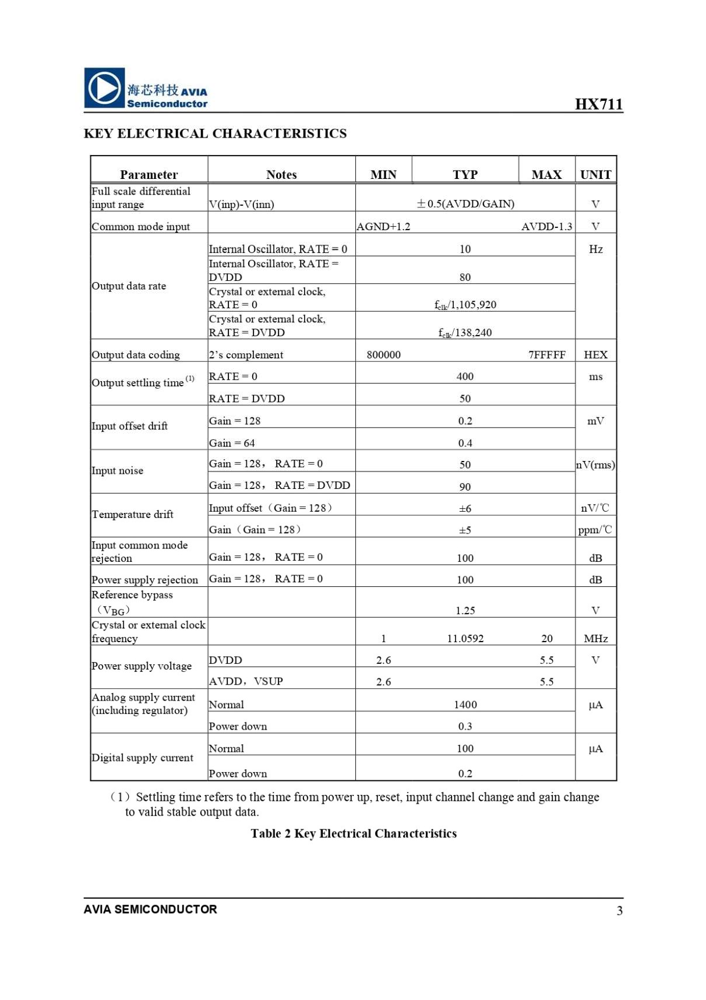 海芯科技 AVIA
Semiconductor
HX711
KEY ELECTRICAL CHARACTERISTICS
Parameter Notes MIN TYP MAX UNIT
Full scale differential
input range V(inp)-V(inn) ±0.5(AVDD/GAIN) V
Common mode input AGND+1.2 AVDD-1.3 V
Output data rate
Internal Oscillator, RATE = 0 10 Hz
Internal Oscillator, RATE =
DVDD 80
Crystal or external clock,
RATE = 0 fclk/1,105,920
Crystal or external clock,
RATE = DVDD fclk/138,240
Output data coding 2’s complement 800000 7FFFFF HEX
Output settling time (1)
RATE = 0 400 ms
RATE = DVDD 50
Input offset drift
Gain = 128 0.2 mV
Gain = 64 0.4
Input noise
Gain = 128， RATE = 0 50 nV(rms)
Gain = 128， RATE = DVDD 90
Temperature drift
Input offset（Gain = 128） ±6 nV/℃
Gain（Gain = 128） ±5 ppm/℃
Input common mode
rejection Gain = 128， RATE = 0 100 dB
Power supply rejection Gain = 128， RATE = 0 100 dB
Reference bypass
（VBG） 1.25 V
Crystal or external clock
frequency 1 11.0592 20 MHz
Power supply voltage
DVDD 2.6 5.5 V
AVDD，VSUP 2.6 5.5
Analog supply current
(including regulator)
Normal 1400 μA
Power down 0.3
Digital supply current
Normal 100 μA
Power down 0.2
（1）Settling time refers to the time from power up, reset, input channel change and gain change
to valid stable output data.
Table 2 Key Electrical Characteristics
AVIA SEMICONDUCTOR 3